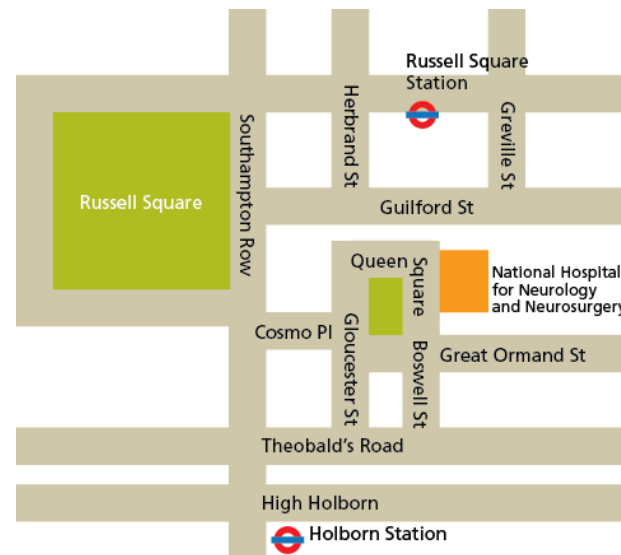 Russell Square
Station
Herbrand St
Greville St
Southampton Row
Russell Square
Guilford St
Queen Square
National Hospital
for Neurology
and Neurosurgery
Cosmo Pl
Gloucester St
Boswell St
Great Ormand St
Theobald's Road
High Holborn
Holborn Station